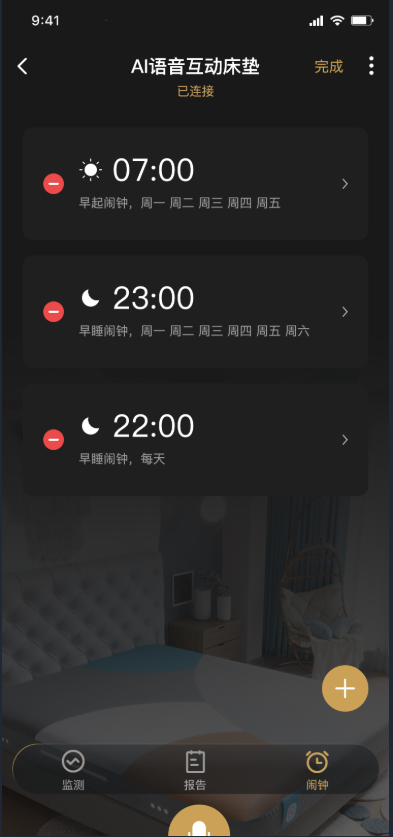 9:41
AI语音互动床垫
完成
已连接
07:00
早起闹钟，周一 周二 周三 周四 周五
23:00
早睡闹钟，周一 周二 周三 周四 周五 周六
22:00
早睡闹钟，每天
监测
报告
闹钟